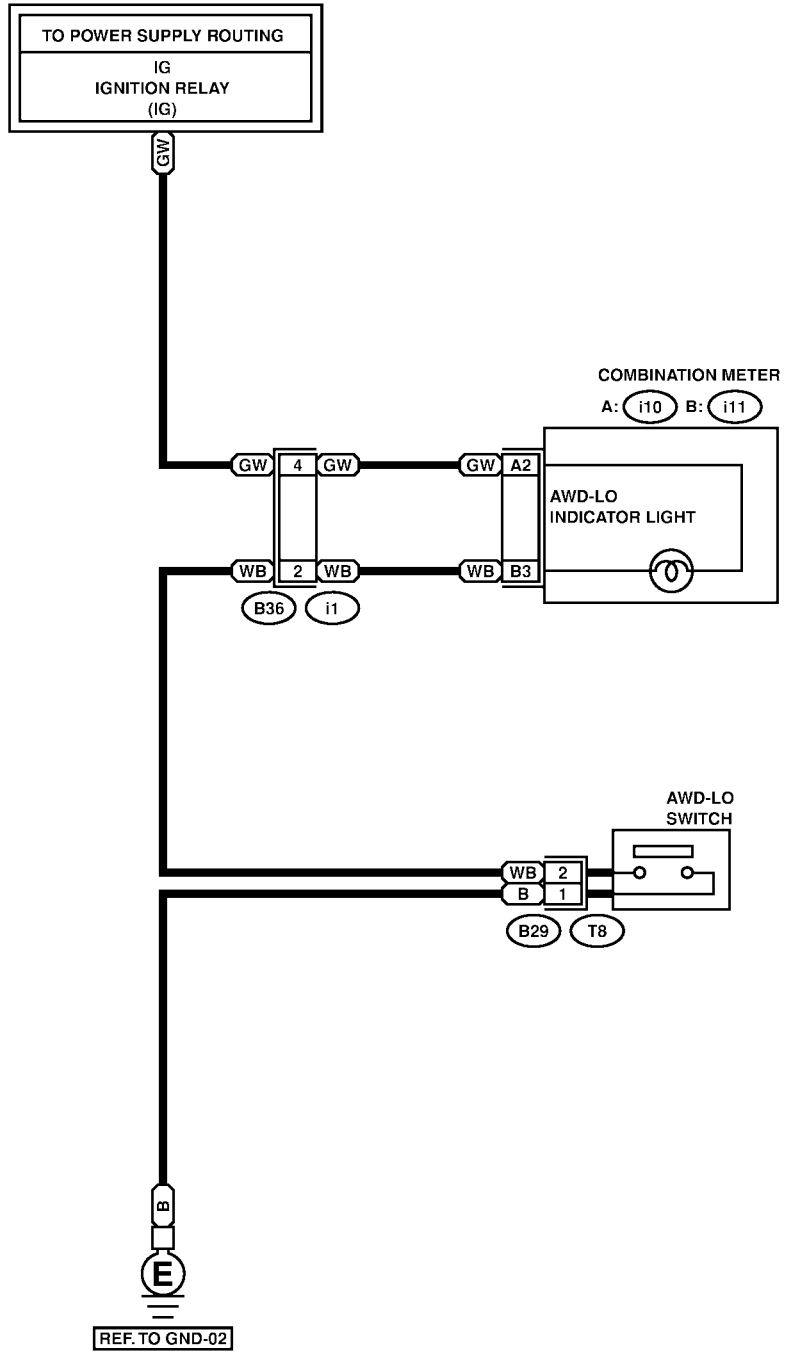 TO POWER SUPPLY ROUTING
IG
IGNITION RELAY
(IG)
GW
COMBINATION METER
A: i10 B: i11
GW 4 GW GW A2
AWD-LO
INDICATOR LIGHT
WB 2 WB WB B3
B36 i1
AWD-LO
SWITCH
WB 2
B 1
B29 T8
B
E
REF. TO GND-02